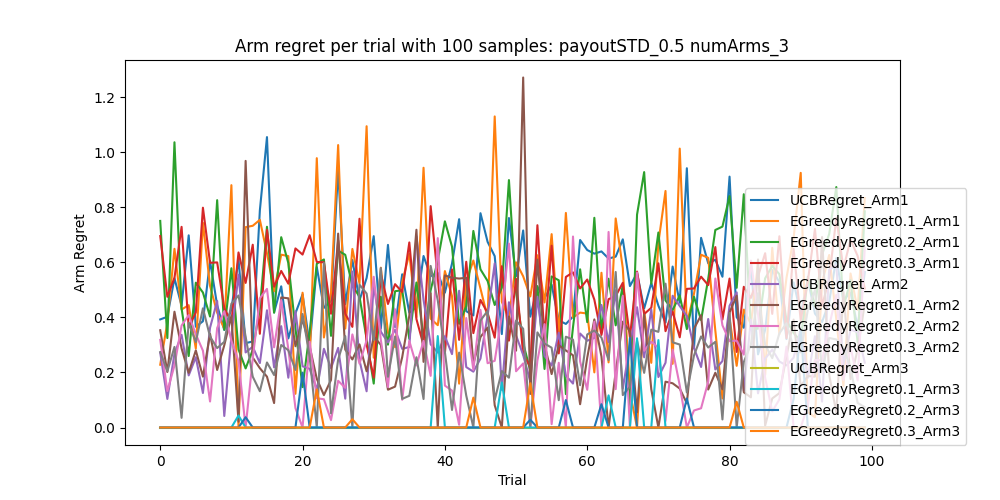 Arm regret per trial with 100 samples: payoutSTD_0.5 numArms_3
Arm Regret
1.2
1.0
0.8
0.6
0.4
0.2
0.0
0 20 40 60 80 100
Trial
UCBRegret_Arm1
EGreedyRegret0.1_Arm1
EGreedyRegret0.2_Arm1
EGreedyRegret0.3_Arm1
UCBRegret_Arm2
EGreedyRegret0.1_Arm2
EGreedyRegret0.2_Arm2
EGreedyRegret0.3_Arm2
UCBRegret_Arm3
EGreedyRegret0.1_Arm3
EGreedyRegret0.2_Arm3
EGreedyRegret0.3_Arm3